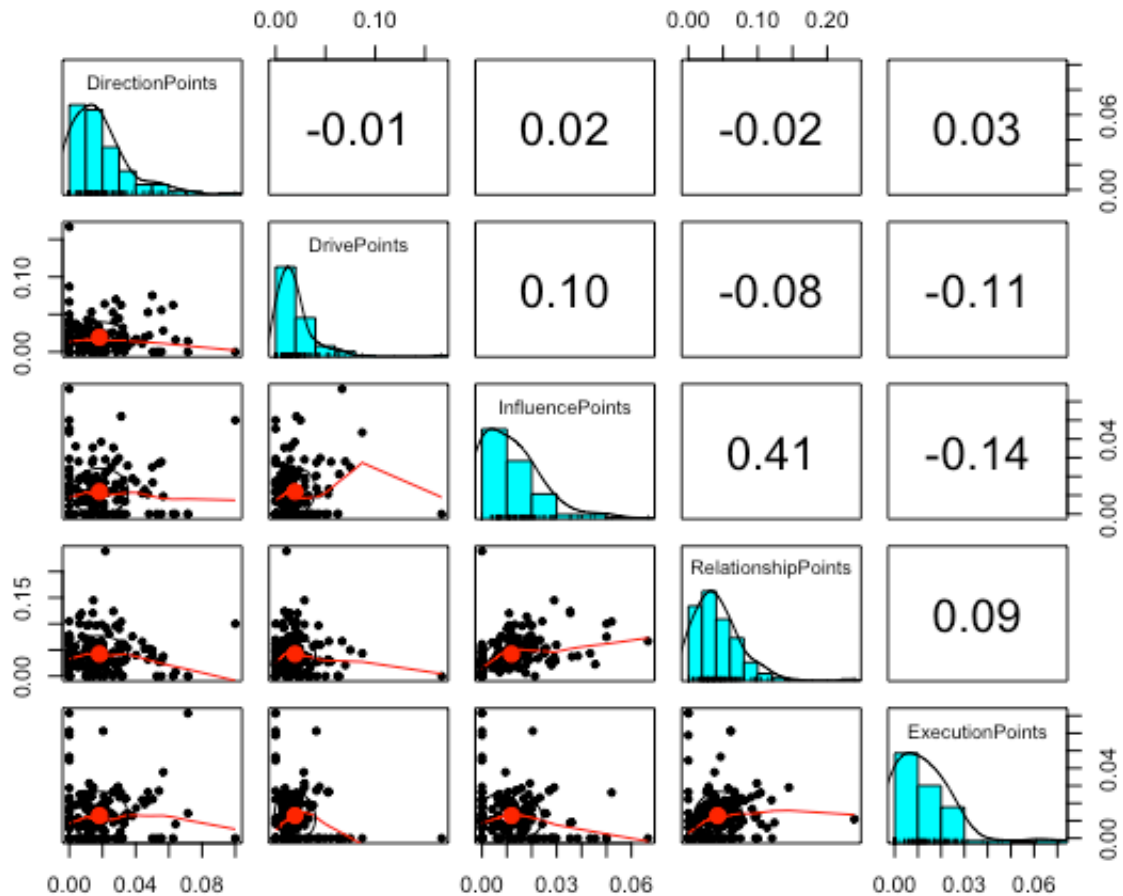 0.00 0.10 0.00 0.10 0.20
DirectionPoints
-0.01 0.02 -0.02 0.03
0.00 0.06
DrivePoints
0.10 -0.08 -0.11
0.00 0.10
InfluencePoints
0.41 -0.14
0.00 0.04
RelationshipPoints
0.09
0.00 0.15
ExecutionPoints
0.00 0.04
0.00 0.04 0.08 0.00 0.03 0.06 0.00 0.03 0.06